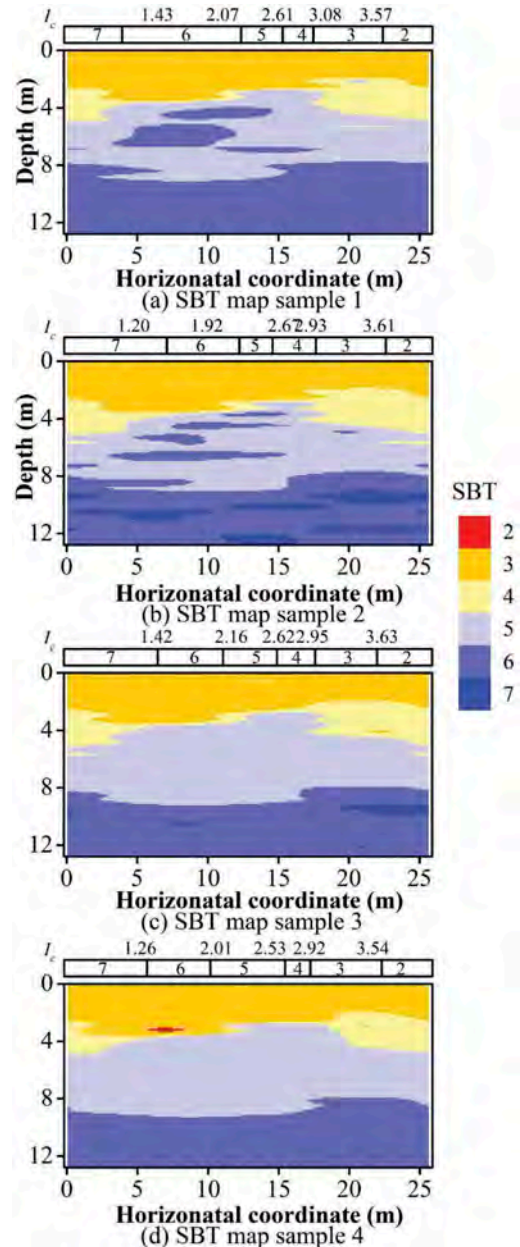 I_c 1.43 2.07 2.61 3.08 3.57
7 6 5 4 3 2
0
4
8
12
Depth (m)
0 5 10 15 20 25
Horizonatal coordinate (m)
(a) SBT map sample 1
1.20 1.92 2.67 2.93 3.61
I_c
7 6 5 4 3 2
0
4
8
12
Depth (m)
0 5 10 15 20 25
(b) SBT map sample 2
SBT
2
3
4
5
6
7
I_c 1.42 2.16 2.62 2.95 3.63
7 6 5 4 3 2
0
4
8
12
0 5 10 15 20 25
Horizonatal coordinate (m)
(c) SBT map sample 3
I_c 1.26 2.01 2.53 2.92 3.54
7 6 5 4 3 2
0
4
8
12
0 5 10 15 20 25
Horizonatal coordinate (m)
(d) SBT map sample 4